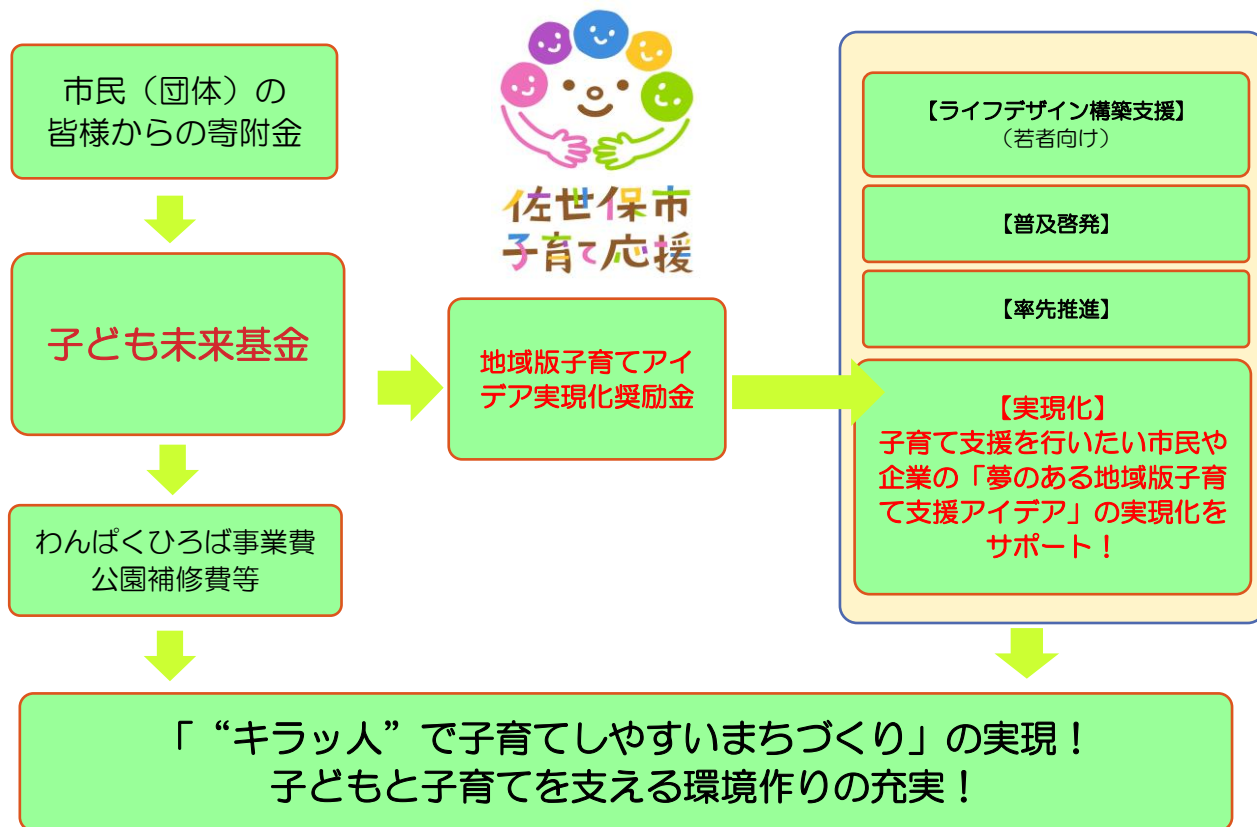 市民（団体）の
皆様からの寄附金
子ども未来基金
わんぱくひろば事業費
公園補修費等
佐世保市
子育て応援
地域版子育てアイ
デア実現化奨励金
【ライフデザイン構築支援】
（若者向け）
【普及啓発】
【率先推進】
【実現化】
子育て支援を行いたい市民や
企業の「夢のある地域版子育
て支援アイデア」の実現化を
サポート！
「“キラッ人”で子育てしやすいまちづくり」の実現！
子どもと子育てを支える環境作りの充実！